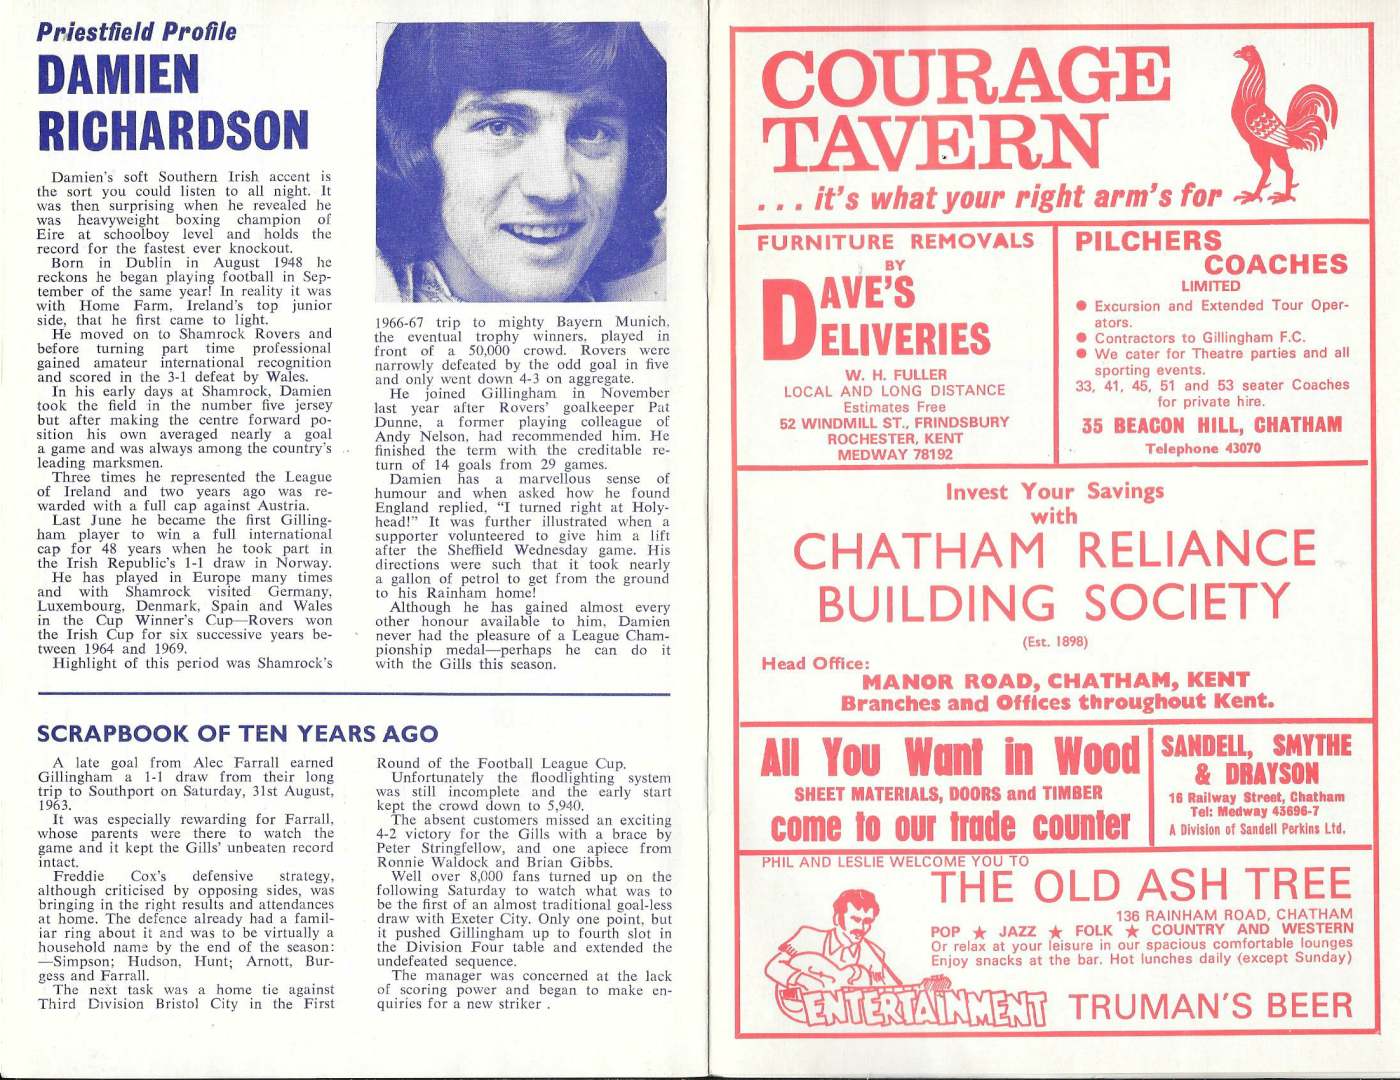 Priestfield Profile
DAMIEN
RICHARDSON
Damien's soft Southern Irish accent is
the sort you could listen to all night. It
was then surprising when he revealed he
was heavyweight boxing champion of
Eire at schoolboy level and holds the
record for the fastest ever knockout.
Born in Dublin in August 1948 he
reckons he began playing football in Sep-
tember of the same year! In reality it was
with Home Farm, Ireland's top junior
side, that he first came to light.
He moved on to Shamrock Rovers and
before turning part time professional
gained amateur international recognition
and scored in the 3-1 defeat by Wales.
In his early days at Shamrock, Damien
took the field in the number five jersey
but after making the centre forward po-
sition his own averaged nearly a goal
a game and was always among the country's
leading marksmen.
Three times he represented the League
of Ireland and two years ago was re-
warded with a full cap against Austria.
Last June he became the first Gilling-
ham player to win a full international
cap for 48 years when he took part in
the Irish Republic's 1-1 draw in Norway.
He has played in Europe many times
and with Shamrock visited Germany,
Luxembourg, Denmark, Spain and Wales
in the Cup Winner's Cup—Rovers won
the Irish Cup for six successive years be-
tween 1964 and 1969.
Highlight of this period was Shamrock's
1966-67 trip to mighty Bayern Munich,
the eventual trophy winners, played in
front of a 50,000 crowd. Rovers were
narrowly defeated by the odd goal in five
and only went down 4-3 on aggregate.
He joined Gillingham in November
last year after Rovers' goalkeeper Pat
Dunne, a former playing colleague of
Andy Nelson, had recommended him. He
finished the term with the creditable re-
turn of 14 goals from 29 games.
Damien has a marvellous sense of
humour and when asked how he found
England replied, "I turned right at Holy-
head!" It was further illustrated when a
supporter volunteered to give him a lift
after the Sheffield Wednesday game. His
directions were such that it took nearly
a gallon of petrol to get from the ground
to his Rainham home!
Although he has gained almost every
other honour available to him, Damien
never had the pleasure of a League Cham-
pionship medal—perhaps he can do it
with the Gills this season.
SCRAPBOOK OF TEN YEARS AGO
A late goal from Alec Farrall earned
Gillingham a 1-1 draw from their long
trip to Southport on Saturday, 31st August,
1963.
It was especially rewarding for Farrall,
whose parents were there to watch the
game and it kept the Gills' unbeaten record
intact.
Freddie Cox's defensive strategy,
although criticised by opposing sides, was
bringing in the right results and attendances
at home. The defence already had a famil-
iar ring about it and was to be virtually a
household name by the end of the season:
—Simpson; Hudson, Hunt; Arnott, Bur-
gess and Farrall.
The next task was a home tie against
Third Division Bristol City in the First
Round of the Football League Cup.
Unfortunately the floodlighting system
was still incomplete and the early start
kept the crowd down to 5,940.
The absent customers missed an exciting
4-2 victory for the Gills with a brace by
Peter Stringfellow, and one apiece from
Ronnie Waldock and Brian Gibbs.
Well over 8,000 fans turned up on the
following Saturday to watch what was to
be the first of an almost traditional goal-less
draw with Exeter City. Only one point, but
it pushed Gillingham up to fourth slot in
the Division Four table and extended the
undefeated sequence.
The manager was concerned at the lack
of scoring power and began to make en-
quiries for a new striker .
COURAGE
TAVERN
. . . it's what your right arm's for
FURNITURE REMOVALS
BY
DAVE'S
DELIVERIES
W. H. FULLER
LOCAL AND LONG DISTANCE
Estimates Free
52 WINDMILL ST., FRINDSBURY
ROCHESTER, KENT
MEDWAY 78192
PILCHERS
COACHES
LIMITED
● Excursion and Extended Tour Oper-
ators.
● Contractors to Gillingham F.C.
● We cater for Theatre parties and all
sporting events.
33, 41, 45, 51 and 53 seater Coaches
for private hire.
35 BEACON HILL, CHATHAM
Telephone 43070
Invest Your Savings
with
CHATHAM RELIANCE
BUILDING SOCIETY
(Est. 1898)
Head Office:
MANOR ROAD, CHATHAM, KENT
Branches and Offices throughout Kent.
All You Want in Wood
SHEET MATERIALS, DOORS and TIMBER
come to our trade counter
SANDELL, SMYTHE
& DRAYSON
16 Railway Street, Chatham
Tel: Medway 43696-7
A Division of Sandell Perkins Ltd.
PHIL AND LESLIE WELCOME YOU TO
THE OLD ASH TREE
136 RAINHAM ROAD, CHATHAM
POP ★ JAZZ ★ FOLK ★ COUNTRY AND WESTERN
Or relax at your leisure in our spacious comfortable lounges
Enjoy snacks at the bar. Hot lunches daily (except Sunday)
ENTERTAINMENT
TRUMAN'S BEER